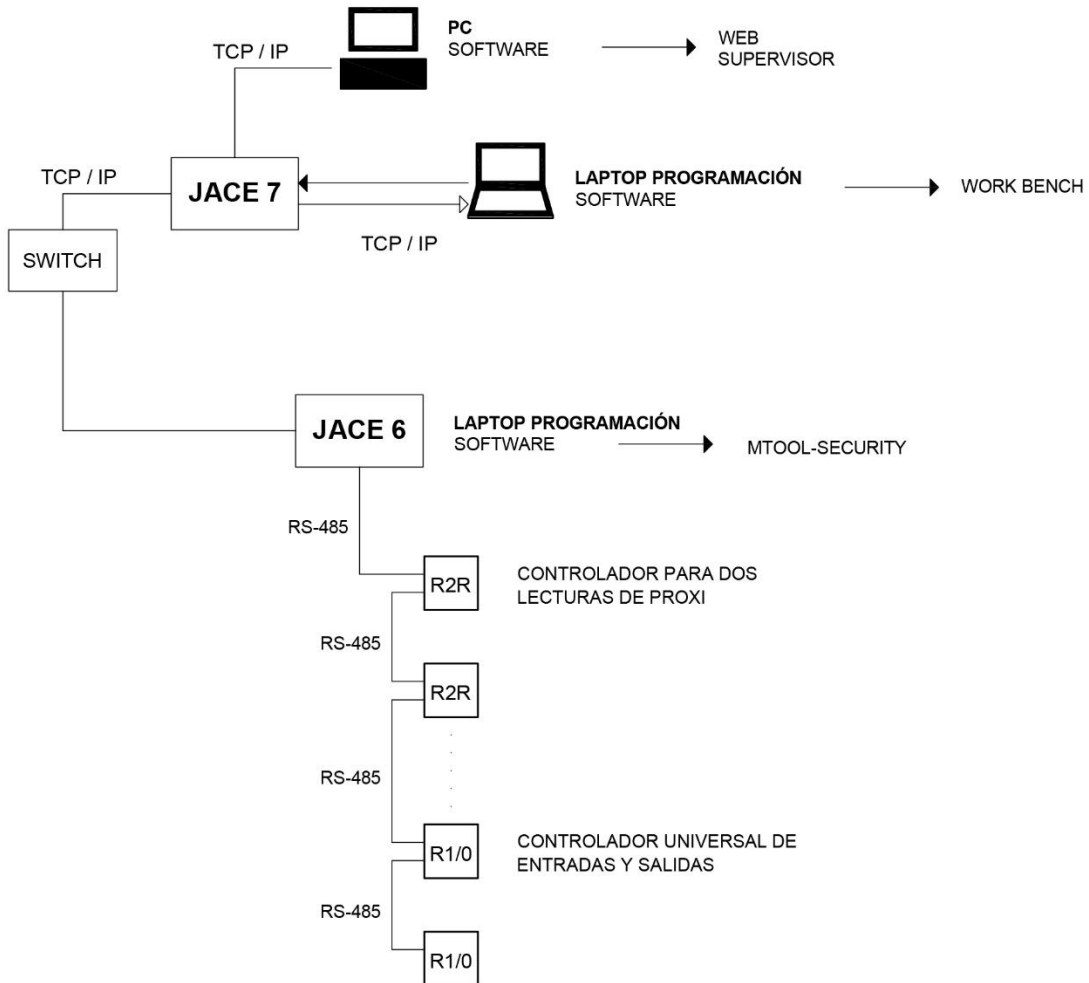 PC
SOFTWARE
WEB
SUPERVISOR
TCP / IP
TCP / IP
JACE 7
LAPTOP PROGRAMACIÓN
SOFTWARE
WORK BENCH
TCP / IP
SWITCH
JACE 6
LAPTOP PROGRAMACIÓN
SOFTWARE
MTOOL-SECURITY
RS-485
R2R
CONTROLADOR PARA DOS
LECTURAS DE PROXI
RS-485
R2R
RS-485
R1/0
CONTROLADOR UNIVERSAL DE
ENTRADAS Y SALIDAS
RS-485
R1/0